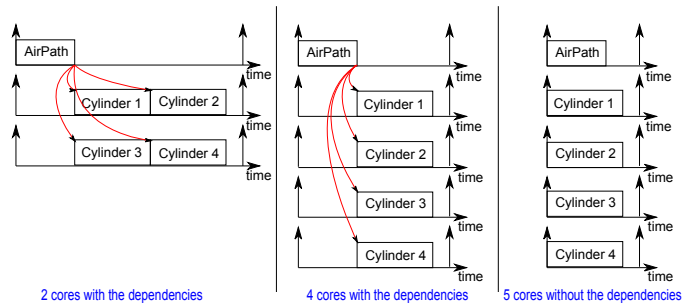 AirPath
time
Cylinder 1 Cylinder 2
time
Cylinder 3 Cylinder 4
time
2 cores with the dependencies
AirPath
time
Cylinder 1
time
Cylinder 2
time
Cylinder 3
time
Cylinder 4
time
4 cores with the dependencies
AirPath
time
Cylinder 1
time
Cylinder 2
time
Cylinder 3
time
Cylinder 4
time
5 cores without the dependencies